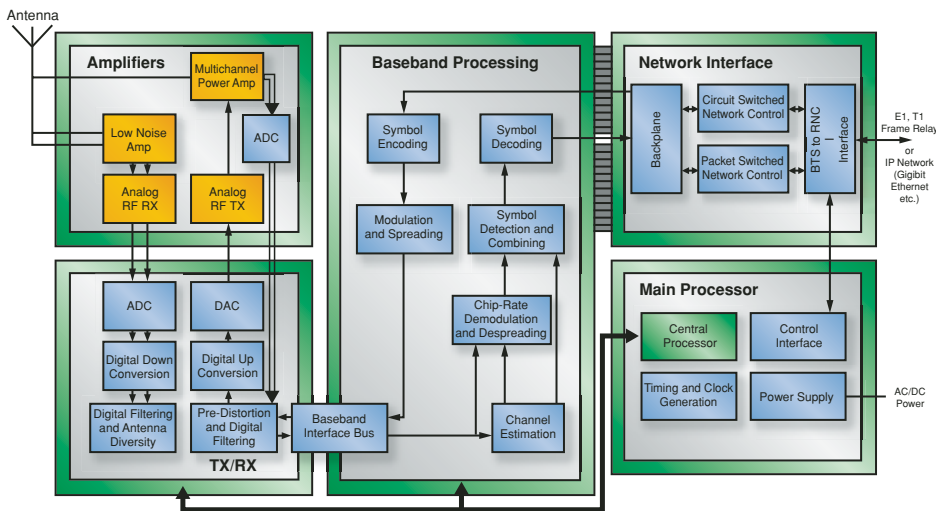 Antenna
Amplifiers
Multichannel
Power Amp
Low Noise
Amp
ADC
Analog
RF RX
Analog
RF TX
ADC
DAC
Digital Down
Conversion
Digital Up
Conversion
Digital Filtering
and Antenna
Diversity
Pre-Distortion
and Digital
Filtering
TX/RX
Baseband
Interface Bus
Baseband Processing
Symbol
Encoding
Symbol
Decoding
Modulation
and Spreading
Symbol
Detection and
Combining
Chip-Rate
Demodulation
and Despreading
Channel
Estimation
Network Interface
Backplane
Circuit Switched
Network Control
Packet Switched
Network Control
BTS to RNC
I
Interface
E1, T1
Frame Relay
or
IP Network
(Gigibit
Ethernet
etc.)
Main Processor
Central
Processor
Control
Interface
Timing and Clock
Generation
Power Supply
AC/DC
Power